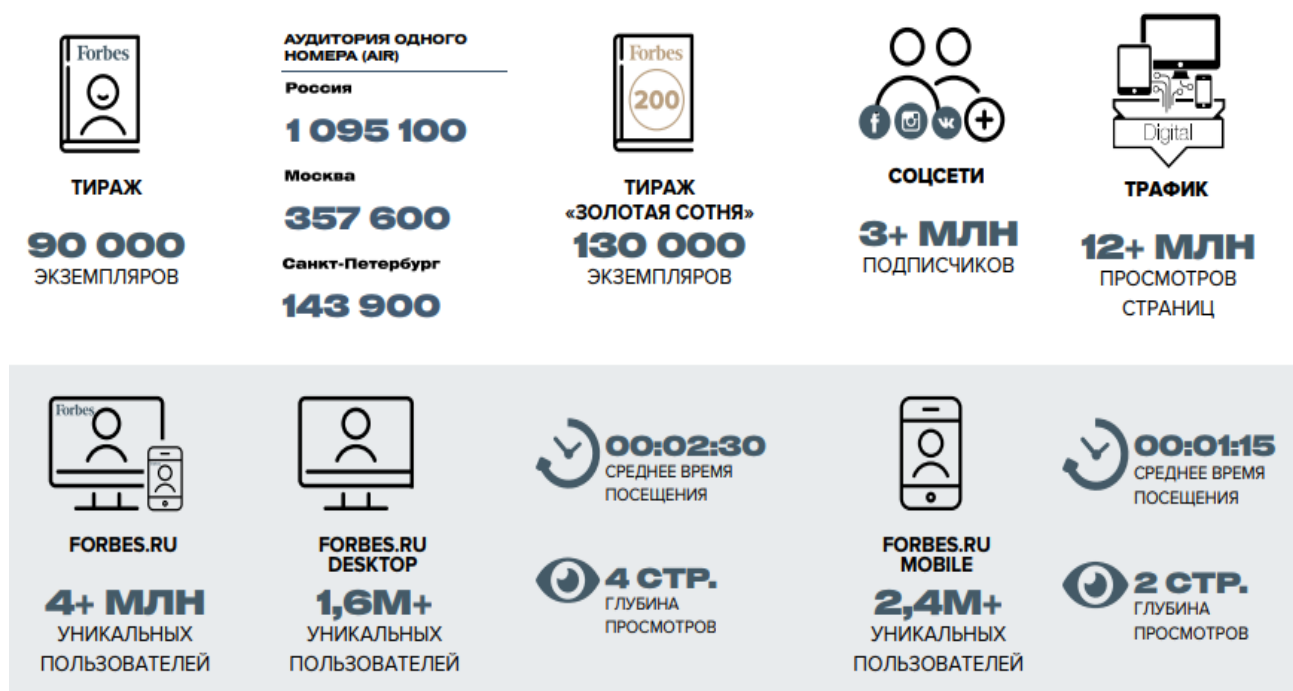 Forbes
ТИРАЖ
90 000
ЭКЗЕМПЛЯРОВ
АУДИТОРИЯ ОДНОГО
НОМЕРА (AIR)
Россия
1 095 100
Москва
357 600
Санкт-Петербург
143 900
Forbes
200
ТИРАЖ
«ЗОЛОТАЯ СОТНЯ»
130 000
ЭКЗЕМПЛЯРОВ
СОЦСЕТИ
3+ МЛН
ПОДПИСЧИКОВ
Digital
ТРАФИК
12+ МЛН
ПРОСМОТРОВ
СТРАНИЦ
Forbes
FORBES.RU
4+ МЛН
УНИКАЛЬНЫХ
ПОЛЬЗОВАТЕЛЕЙ
FORBES.RU
DESKTOP
1,6M+
УНИКАЛЬНЫХ
ПОЛЬЗОВАТЕЛЕЙ
00:02:30
СРЕДНЕЕ ВРЕМЯ
ПОСЕЩЕНИЯ
4 СТР.
ГЛУБИНА
ПРОСМОТРОВ
FORBES.RU
MOBILE
2,4M+
УНИКАЛЬНЫХ
ПОЛЬЗОВАТЕЛЕЙ
00:01:15
СРЕДНЕЕ ВРЕМЯ
ПОСЕЩЕНИЯ
2 СТР.
ГЛУБИНА
ПРОСМОТРОВ